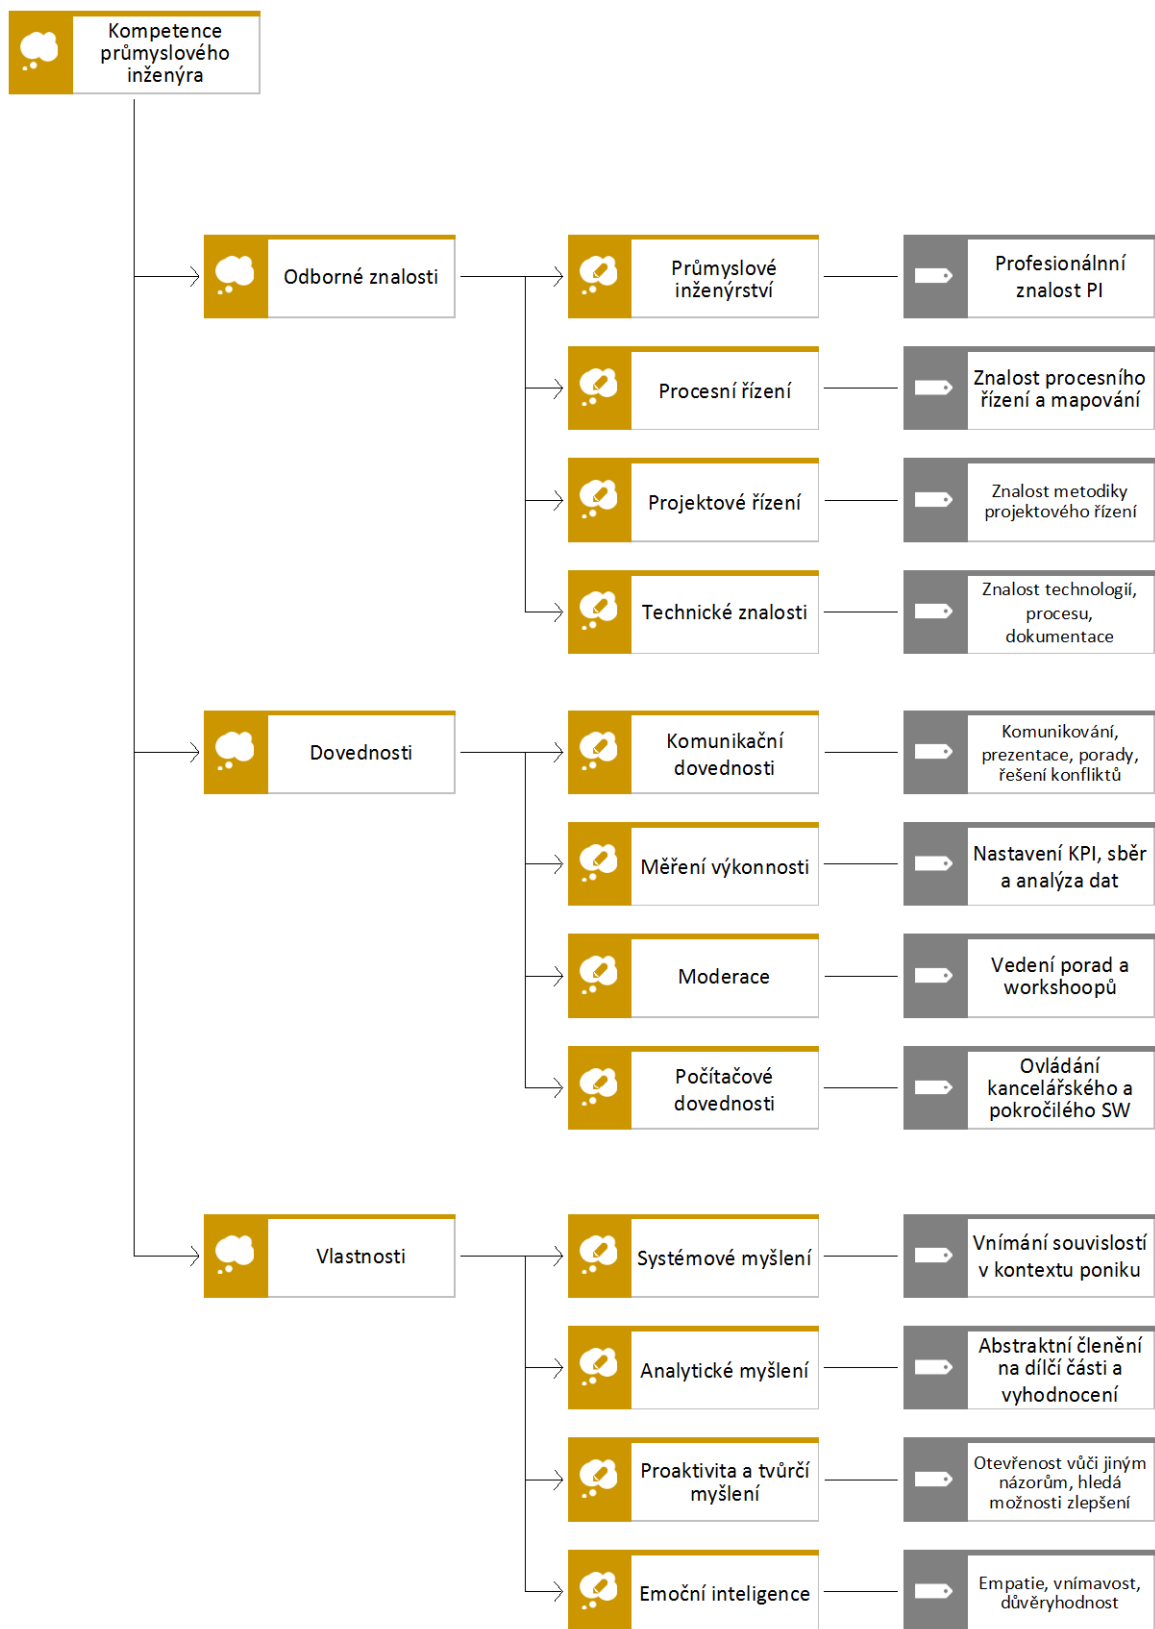 Kompetence
průmyslového
inženýra
Odborné znalosti
Průmyslové
inženýrství
Profesionálnní
znalost PI
Procesní řízení
Znalost procesního
řízení a mapování
Projektové řízení
Znalost metodiky
projektového řízení
Technické znalosti
Znalost technologií,
procesu,
dokumentace
Dovednosti
Komunikační
dovednosti
Komunikování,
prezentace, porady,
řešení konfliktů
Měření výkonnosti
Nastavení KPI, sběr
a analýza dat
Moderace
Vedení porad a
workshoopů
Počítačové
dovednosti
Ovládání
kancelářského a
pokročilého SW
Vlastnosti
Systémové myšlení
Vnímání souvislostí
v kontextu poniku
Analytické myšlení
Abstraktní členění
na dílčí části a
vyhodnocení
Proaktivita a tvůrčí
myšlení
Otevřenost vůči jiným
názorům, hledá
možnosti zlepšení
Emoční inteligence
Empatie, vnímavost,
důvěryhodnost